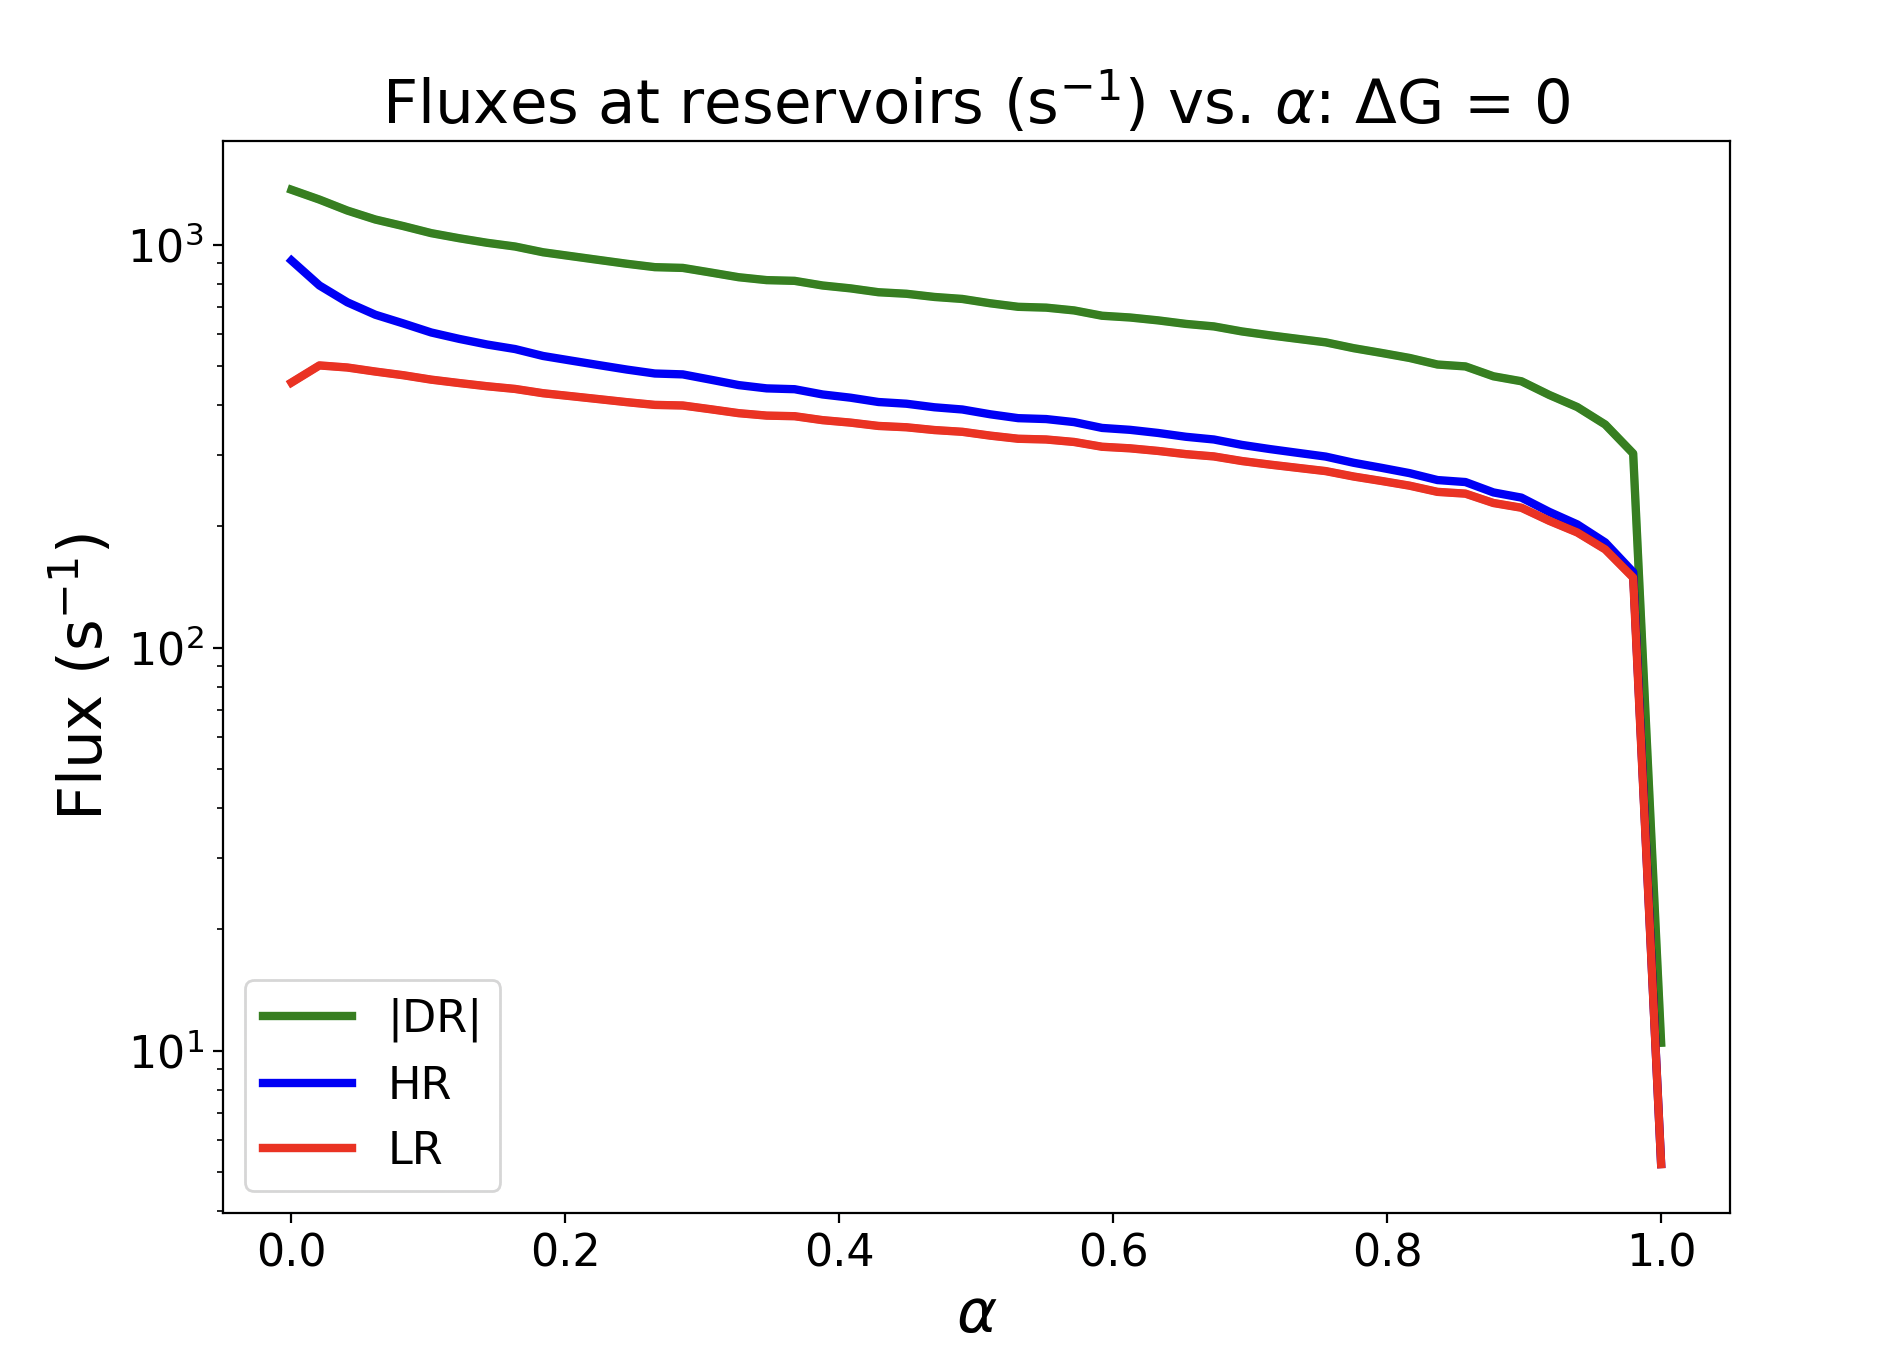 Fluxes at reservoirs (s⁻¹) vs. α: ΔG = 0
Flux (s⁻¹)
10³
10²
10¹
|DR|
HR
LR
0.0 0.2 0.4 0.6 0.8 1.0
α